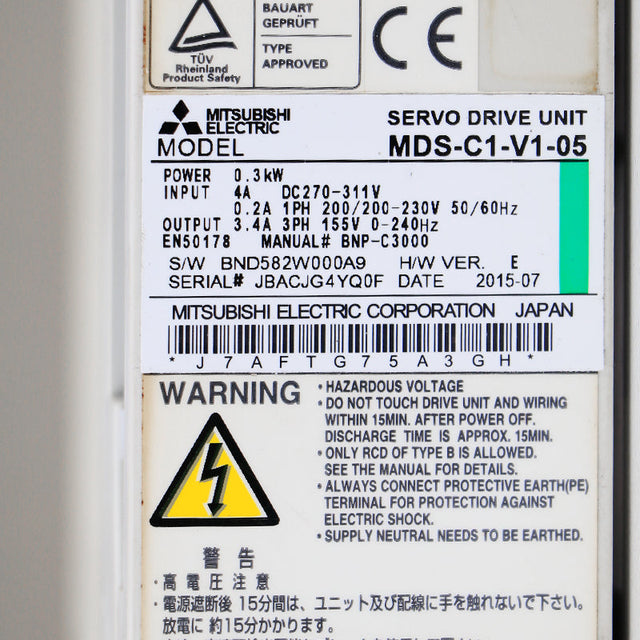 BAUART
GEPRÜFT
TYPE
APPROVED
TÜV
Rheinland
Product Safety
CE
MITSUBISHI
ELECTRIC
SERVO DRIVE UNIT
MODEL MDS-C1-V1-05
POWER 0.3kW
INPUT 4A DC270-311V
0.2A 1PH 200/200-230V 50/60Hz
OUTPUT 3.4A 3PH 155V 0-240Hz
EN50178 MANUAL# BNP-C3000
S/W BND582W000A9 H/W VER. E
SERIAL# JBACJG4YQ0F DATE 2015-07
MITSUBISHI ELECTRIC CORPORATION JAPAN
* J 7 A F T G 7 5 A 3 G H *
WARNING
・HAZARDOUS VOLTAGE
・DO NOT TOUCH DRIVE UNIT AND WIRING
WITHIN 15MIN. AFTER POWER OFF.
DISCHARGE TIME IS APPROX. 15MIN.
・ONLY RCD OF TYPE B IS ALLOWED.
SEE THE MANUAL FOR DETAILS.
・ALWAYS CONNECT PROTECTIVE EARTH(PE)
TERMINAL FOR PROTECTION AGAINST
ELECTRIC SHOCK.
・SUPPLY NEUTRAL NEEDS TO BE EARTHED.
警 告
・高電圧注意
・電源遮断後 15分間は、ユニット及び配線に手を触れないで下さい。
放電に 約15分かかります。